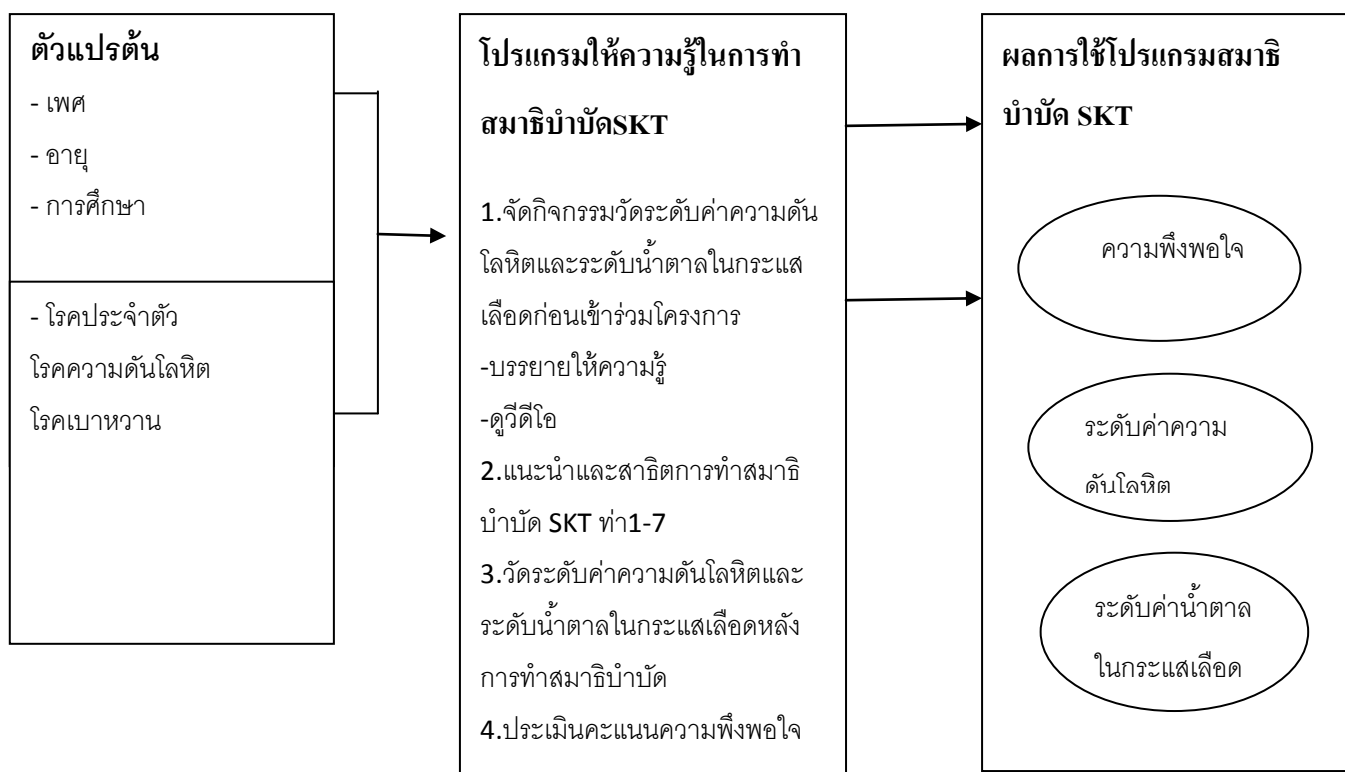 ตัวแปรต้น
- เพศ
- อายุ
- การศึกษา
- โรคประจำตัว
โรคความดันโลหิต
โรคเบาหวาน
โปรแกรมให้ความรู้ในการทำ
สมาธิบำบัดSKT
1.จัดกิจกรรมวัดระดับค่าความดัน
โลหิตและระดับน้ำตาลในกระแส
เลือดก่อนเข้าร่วมโครงการ
-บรรยายให้ความรู้
-ดูวีดีโอ
2.แนะนำและสาธิตการทำสมาธิ
บำบัด SKT ท่า1-7
3.วัดระดับค่าความดันโลหิตและ
ระดับน้ำตาลในกระแสเลือดหลัง
การทำสมาธิบำบัด
4.ประเมินคะแนนความพึงพอใจ
ผลการใช้โปรแกรมสมาธิ
บำบัด SKT
ความพึงพอใจ
ระดับค่าความ
ดันโลหิต
ระดับค่าน้ำตาล
ในกระแสเลือด